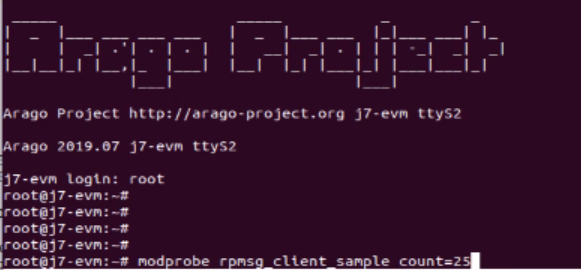 Arago Project
Arago Project http://arago-project.org j7-evm ttyS2
Arago 2019.07 j7-evm ttyS2
j7-evm login: root
root@j7-evm:~#
root@j7-evm:~#
root@j7-evm:~#
root@j7-evm:~#
root@j7-evm:~# modprobe rpmsg_client_sample count=25